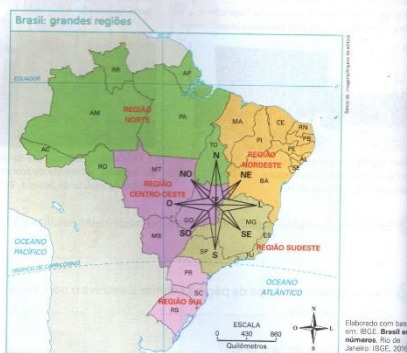 Brasil: grandes regiões
EQUADOR
RR
AP
AM
REGIÃO
NORTE
PA
MA
CE
RN
PB
PI
PE
AL
SE
AC
RO
TO
N
REGIÃO
NORDESTE
MT
NO
NE
BA
REGIÃO
CENTRO-OESTE
O
L
GO
MG
ES
MS
SO
SE
REGIÃO SUDESTE
SP
S
RJ
OCEANO
PACÍFICO
TRÓPICO DE CAPRICÓRNIO
PR
OCEANO
ATLÂNTICO
SC
REGIÃO SUL
RS
ESCALA
0 430 860
Quilômetros
N
O
L
S
Elaborado com bas
em: IBGE. Brasil e
números. Rio de
Janeiro: IBGE, 2016